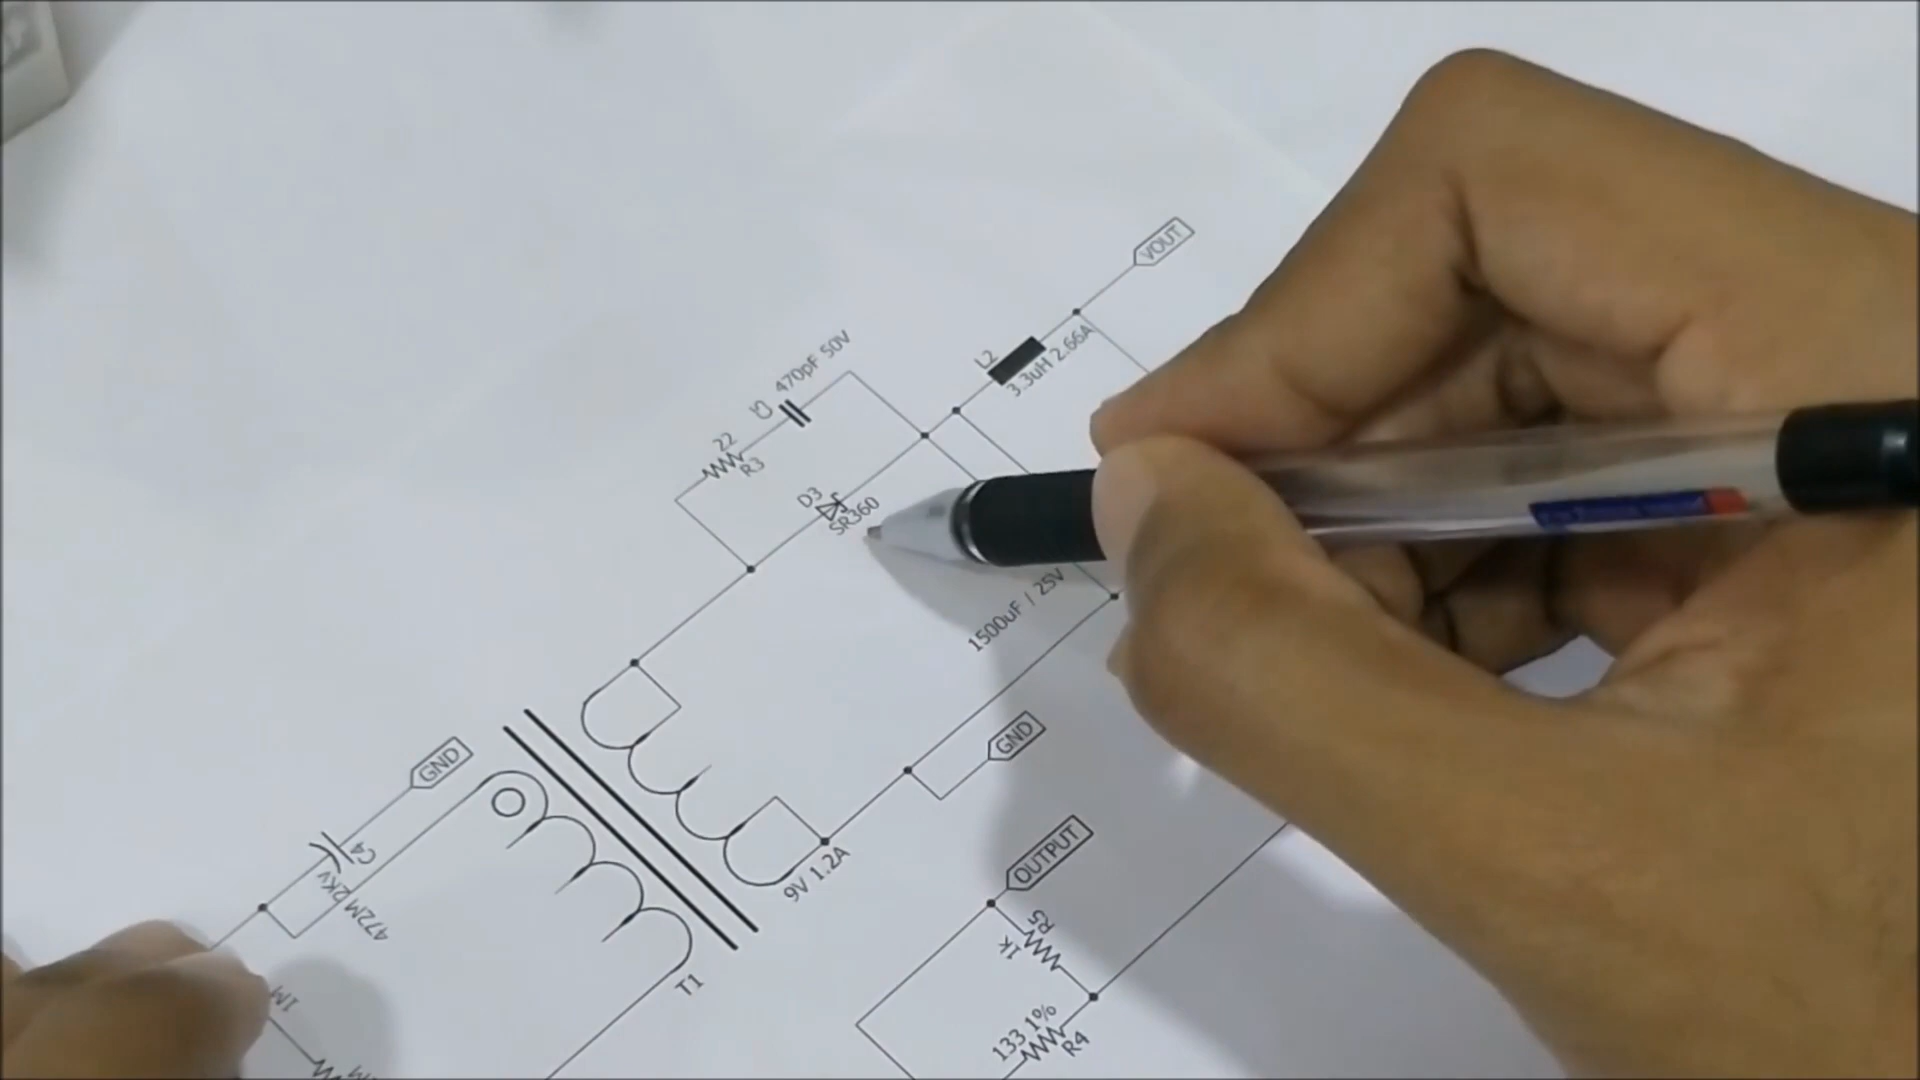 VOUT
L2
3.3uH 2.66A
470pF 50V
22
R3
D3
SR360
1500uF / 25V
GND
GND
C4
472M 2KV
9V 1.2A
OUTPUT
R5
1K
T1
133 1%
R4
1M